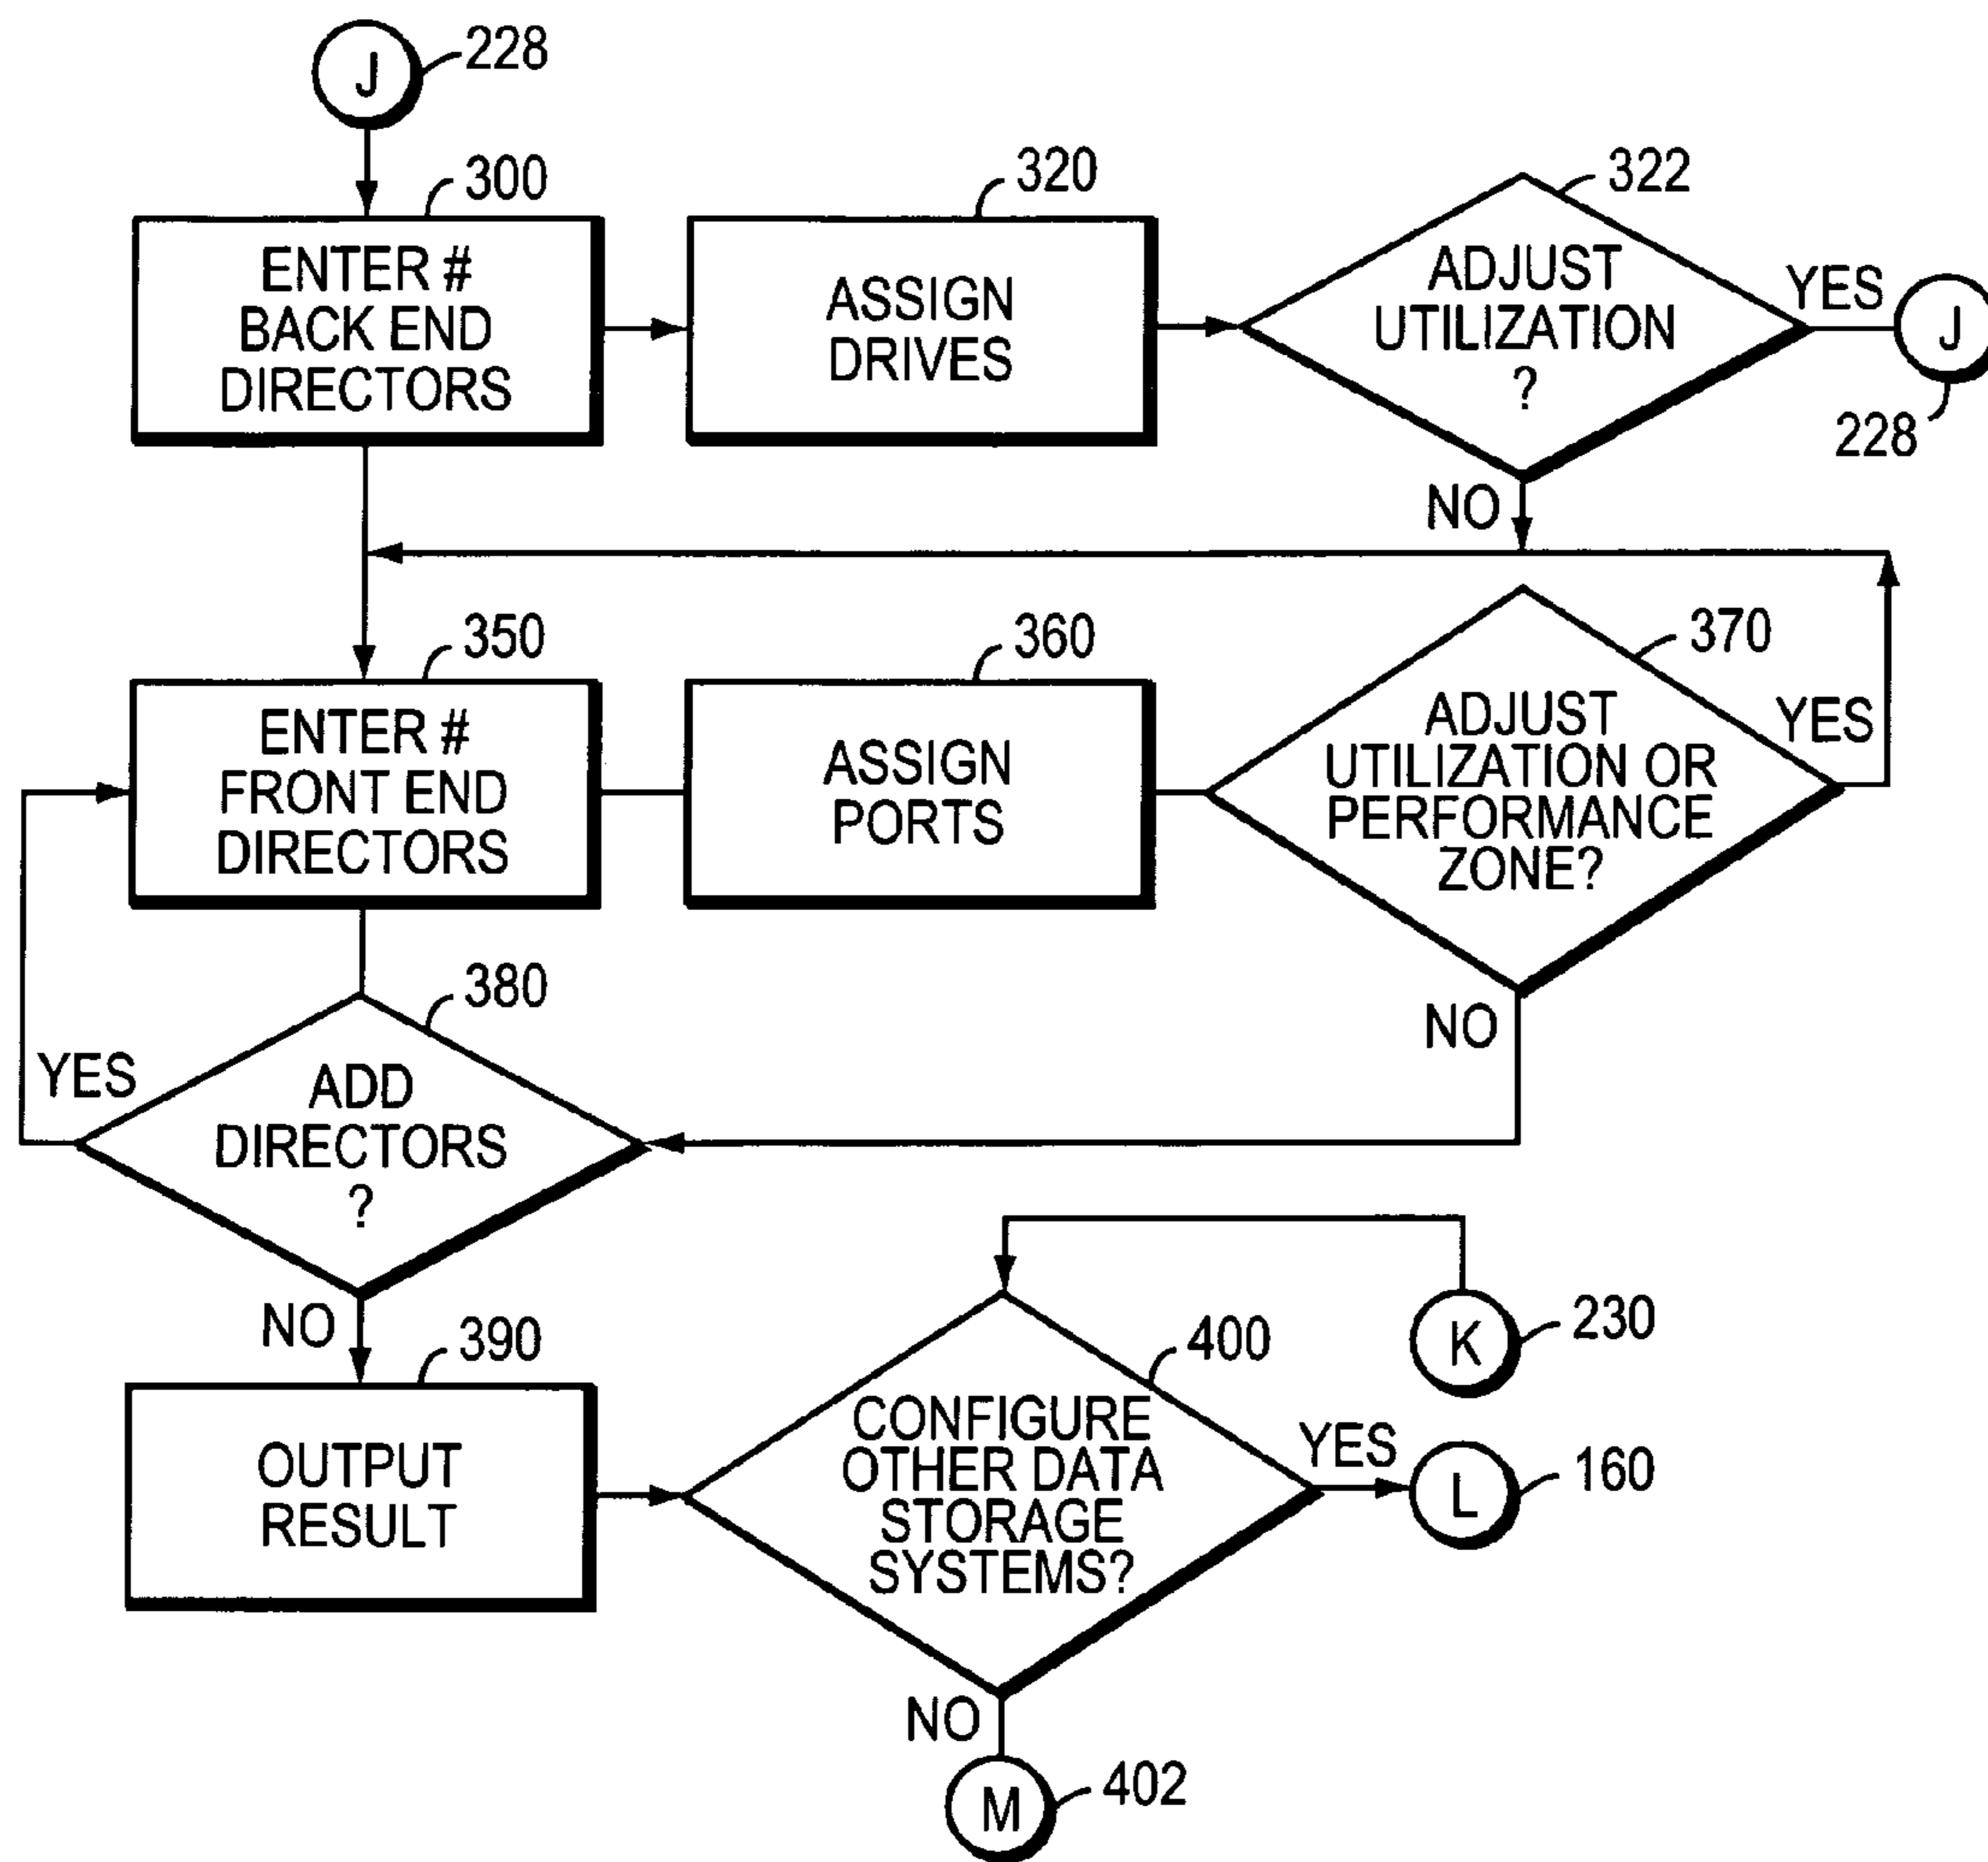 J
228
300
ENTER #
BACK END
DIRECTORS
320
ASSIGN
DRIVES
322
ADJUST
UTILIZATION
?
YES
J
228
NO
350
ENTER #
FRONT END
DIRECTORS
360
ASSIGN
PORTS
370
ADJUST
UTILIZATION OR
PERFORMANCE
ZONE?
YES
NO
380
ADD
DIRECTORS
?
YES
NO
390
OUTPUT
RESULT
K
230
400
CONFIGURE
OTHER DATA
STORAGE
SYSTEMS?
YES
L
160
NO
M
402